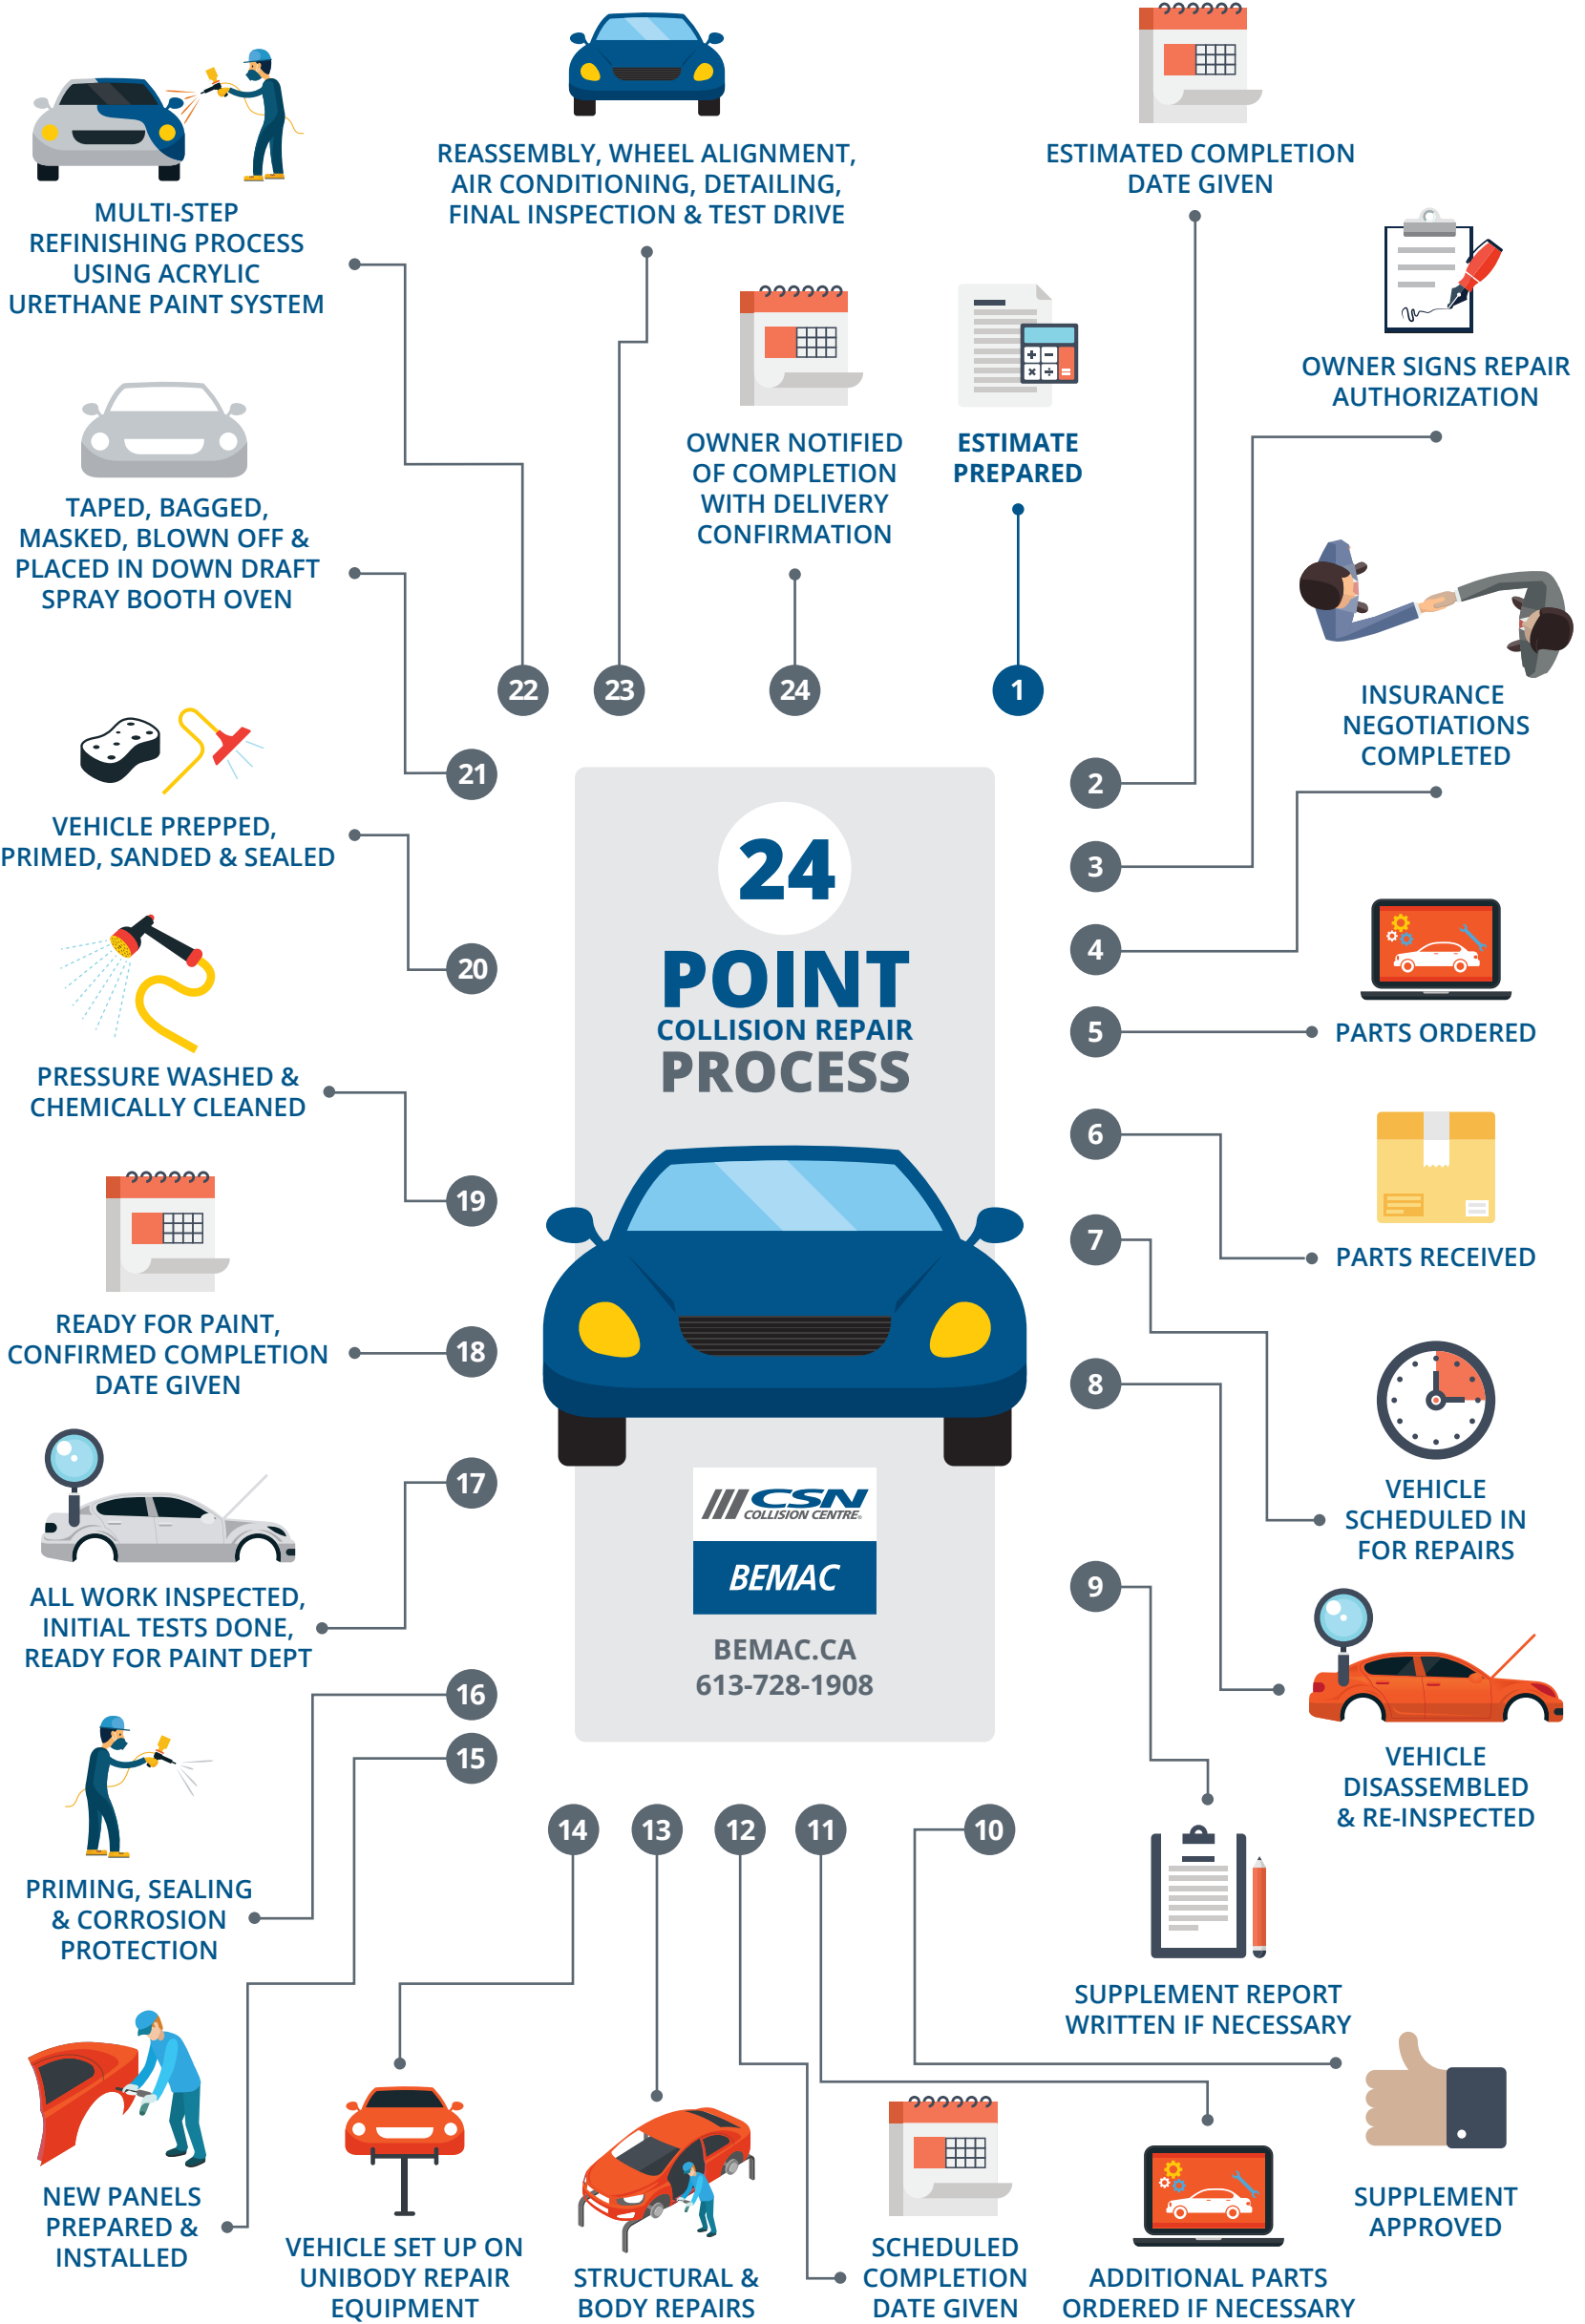 24
POINT
COLLISION REPAIR
PROCESS
CSN
COLLISION CENTRE®
BEMAC
BEMAC.CA
613-728-1908
1
ESTIMATE
PREPARED
2
ESTIMATED COMPLETION
DATE GIVEN
3
OWNER SIGNS REPAIR
AUTHORIZATION
4
INSURANCE
NEGOTIATIONS
COMPLETED
5
PARTS ORDERED
6
PARTS RECEIVED
7
VEHICLE
SCHEDULED IN
FOR REPAIRS
8
VEHICLE
DISASSEMBLED
& RE-INSPECTED
9
SUPPLEMENT REPORT
WRITTEN IF NECESSARY
10
SUPPLEMENT
APPROVED
11
ADDITIONAL PARTS
ORDERED IF NECESSARY
12
SCHEDULED
COMPLETION
DATE GIVEN
13
STRUCTURAL &
BODY REPAIRS
14
VEHICLE SET UP ON
UNIBODY REPAIR
EQUIPMENT
15
NEW PANELS
PREPARED &
INSTALLED
16
PRIMING, SEALING
& CORROSION
PROTECTION
17
ALL WORK INSPECTED,
INITIAL TESTS DONE,
READY FOR PAINT DEPT
18
READY FOR PAINT,
CONFIRMED COMPLETION
DATE GIVEN
19
PRESSURE WASHED &
CHEMICALLY CLEANED
20
VEHICLE PREPPED,
PRIMED, SANDED & SEALED
21
TAPED, BAGGED,
MASKED, BLOWN OFF &
PLACED IN DOWN DRAFT
SPRAY BOOTH OVEN
22
MULTI-STEP
REFINISHING PROCESS
USING ACRYLIC
URETHANE PAINT SYSTEM
23
REASSEMBLY, WHEEL ALIGNMENT,
AIR CONDITIONING, DETAILING,
FINAL INSPECTION & TEST DRIVE
24
OWNER NOTIFIED
OF COMPLETION
WITH DELIVERY
CONFIRMATION